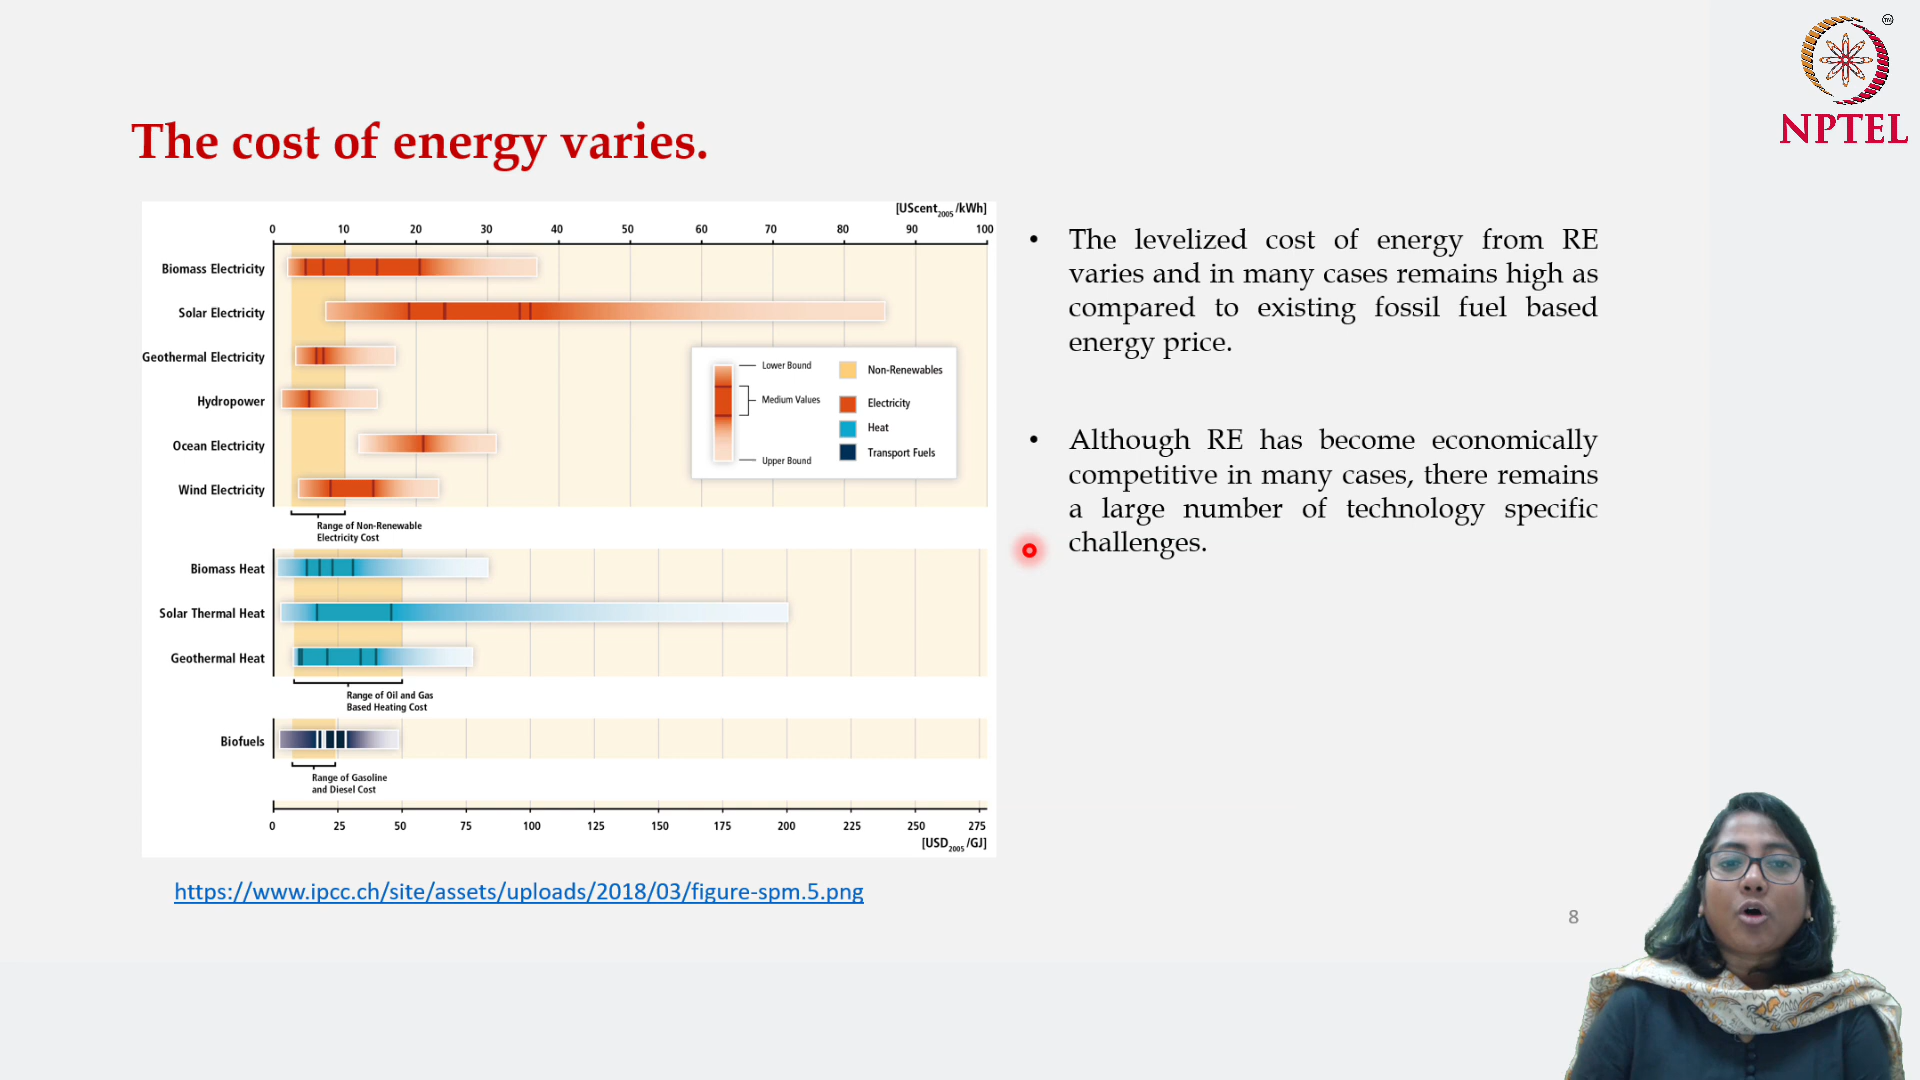 NPTEL
TM
The cost of energy varies.
[UScent2005/kWh]
0 10 20 30 40 50 60 70 80 90 100
Biomass Electricity
Solar Electricity
Geothermal Electricity
Hydropower
Ocean Electricity
Wind Electricity
Lower Bound
Medium Values
Upper Bound
Non-Renewables
Electricity
Heat
Transport Fuels
Range of Non-Renewable
Electricity Cost
Biomass Heat
Solar Thermal Heat
Geothermal Heat
Range of Oil and Gas
Based Heating Cost
Biofuels
Range of Gasoline
and Diesel Cost
0 25 50 75 100 125 150 175 200 225 250 275
[USD2005/GJ]
https://www.ipcc.ch/site/assets/uploads/2018/03/figure-spm.5.png
• The levelized cost of energy from RE
varies and in many cases remains high as
compared to existing fossil fuel based
energy price.
• Although RE has become economically
competitive in many cases, there remains
a large number of technology specific
challenges.
8